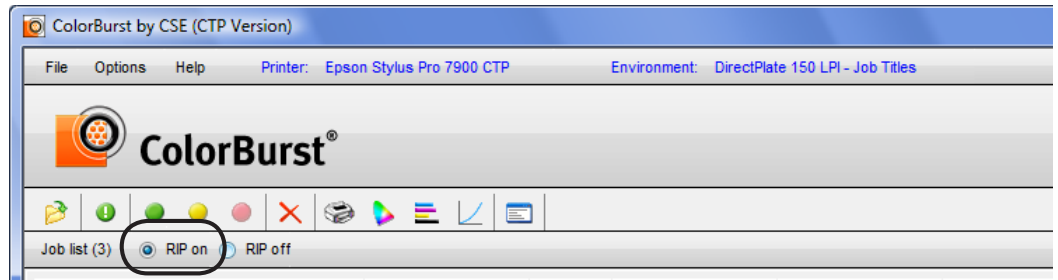 ColorBurst by CSE (CTP Version)
File Options Help Printer: Epson Stylus Pro 7900 CTP Environment: DirectPlate 150 LPI - Job Titles
ColorBurst®
Job list (3) RIP on RIP off